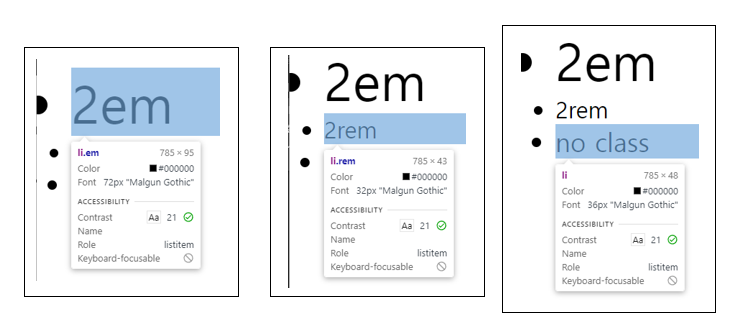 2em
li.em 785 × 95
Color #000000
Font 72px "Malgun Gothic"
ACCESSIBILITY
Contrast Aa 21
Name
Role listitem
Keyboard-focusable
2em
2rem
li.rem 785 × 43
Color #000000
Font 32px "Malgun Gothic"
ACCESSIBILITY
Contrast Aa 21
Name
Role listitem
Keyboard-focusable
2em
2rem
no class
li 785 × 48
Color #000000
Font 36px "Malgun Gothic"
ACCESSIBILITY
Contrast Aa 21
Name
Role listitem
Keyboard-focusable